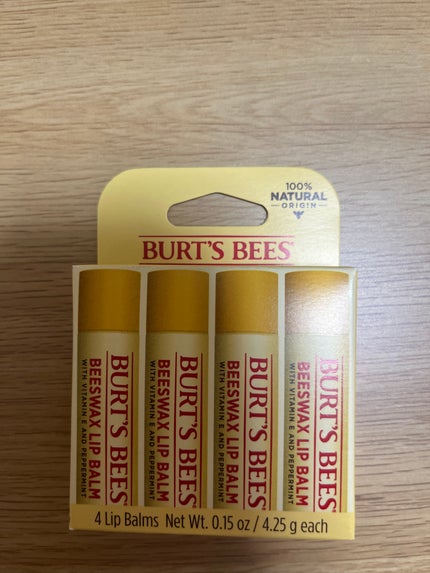 100%
NATURAL
ORIGIN
BURT'S BEES
BURT'S BEES
BEESWAX LIP BALM
WITH VITAMIN E AND PEPPERMINT
BURT'S BEES
BEESWAX LIP BALM
WITH VITAMIN E AND PEPPERMINT
BURT'S BEES
BEESWAX LIP BALM
WITH VITAMIN E AND PEPPERMINT
BURT'S BEES
BEESWAX LIP BALM
WITH VITAMIN E AND PEPPERMINT
4 Lip Balms Net Wt. 0.15 oz / 4.25 g each